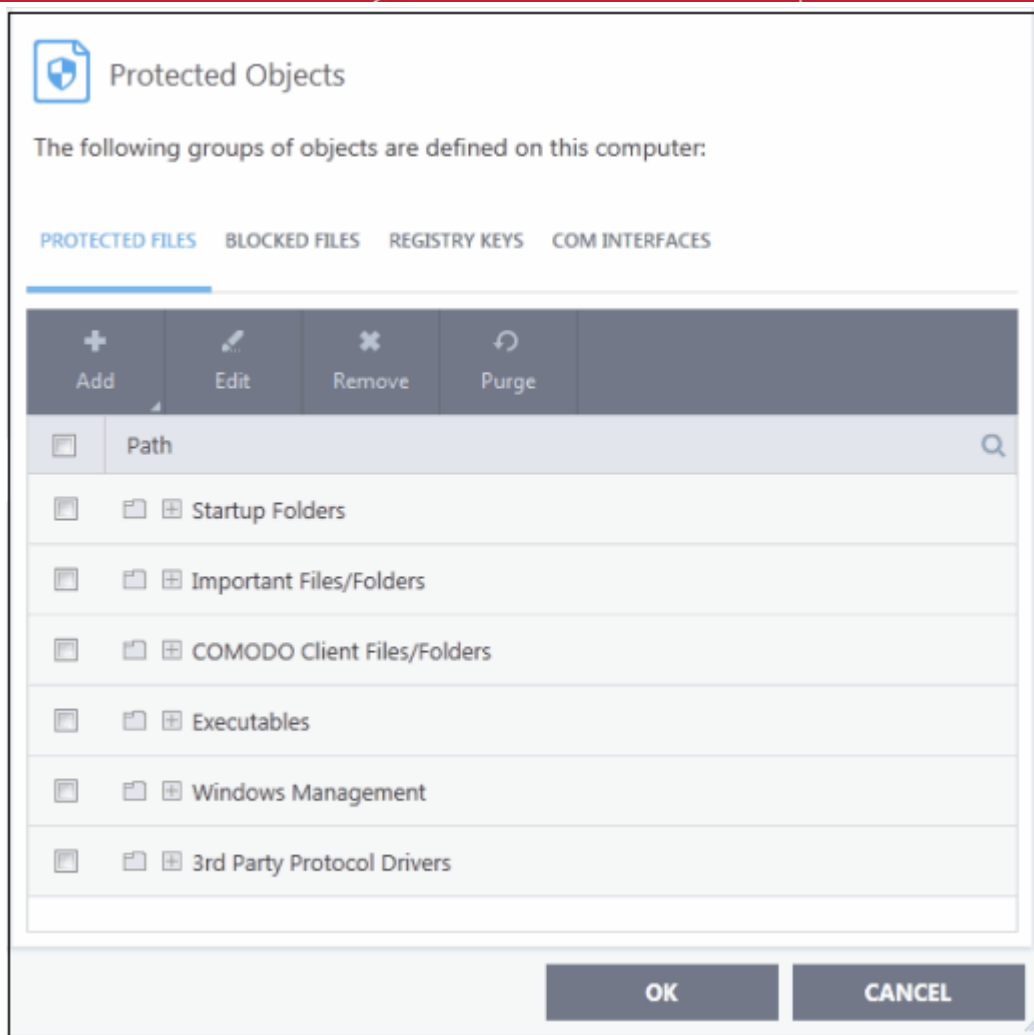 Protected Objects
The following groups of objects are defined on this computer:
PROTECTED FILES BLOCKED FILES REGISTRY KEYS COM INTERFACES
Add Edit Remove Purge
Path
Startup Folders
Important Files/Folders
COMODO Client Files/Folders
Executables
Windows Management
3rd Party Protocol Drivers
OK CANCEL